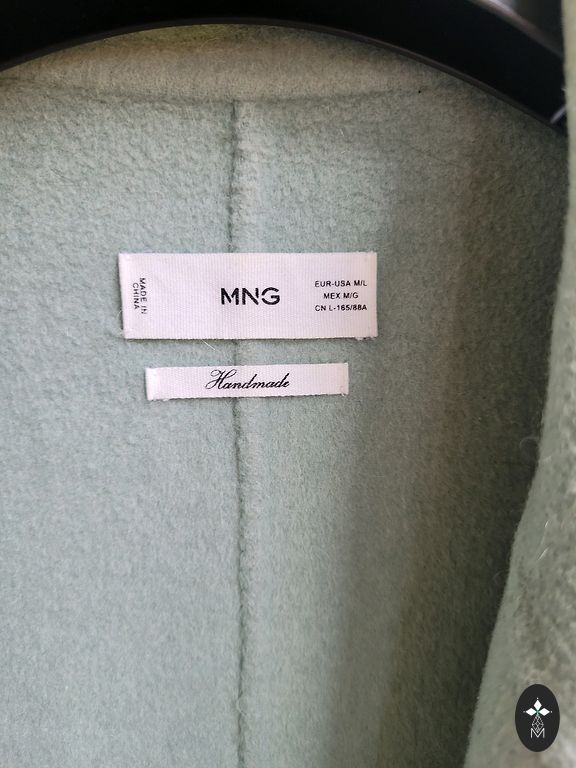 MADE IN
CHINA
MNG
EUR-USA M/L
MEX M/G
CN L-165/88A
Handmade
M